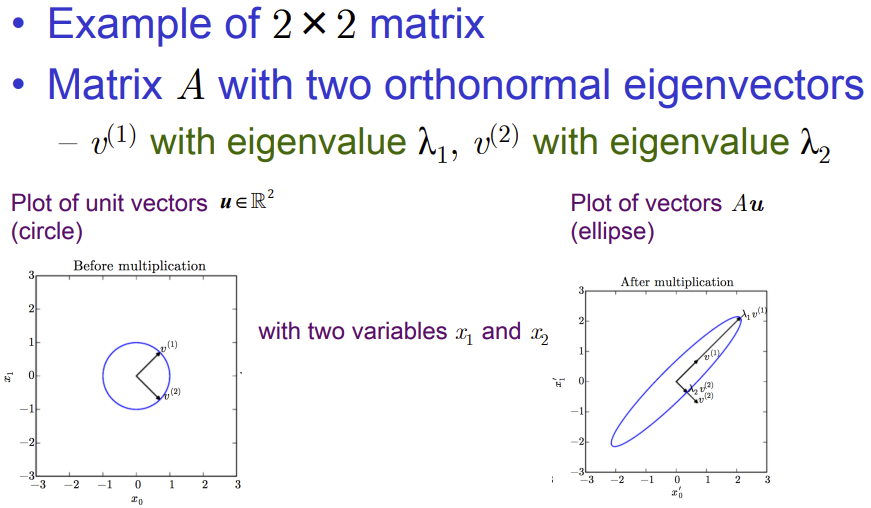 • Example of 2 × 2 matrix
• Matrix A with two orthonormal eigenvectors
– v⁽¹⁾ with eigenvalue λ₁, v⁽²⁾ with eigenvalue λ₂
Plot of unit vectors u ∈ ℝ²
(circle)
Before multiplication
3
2
1
0
−1
−2
−3
x₁
v⁽¹⁾
v⁽²⁾
−3 −2 −1 0 1 2 3
x₀
with two variables x₁ and x₂
Plot of vectors Au
(ellipse)
After multiplication
3
2
1
0
−1
−2
−3
x′₁
λ₁ v⁽¹⁾
v⁽¹⁾
λ₂ v⁽²⁾
v⁽²⁾
−3 −2 −1 0 1 2 3
x′₀